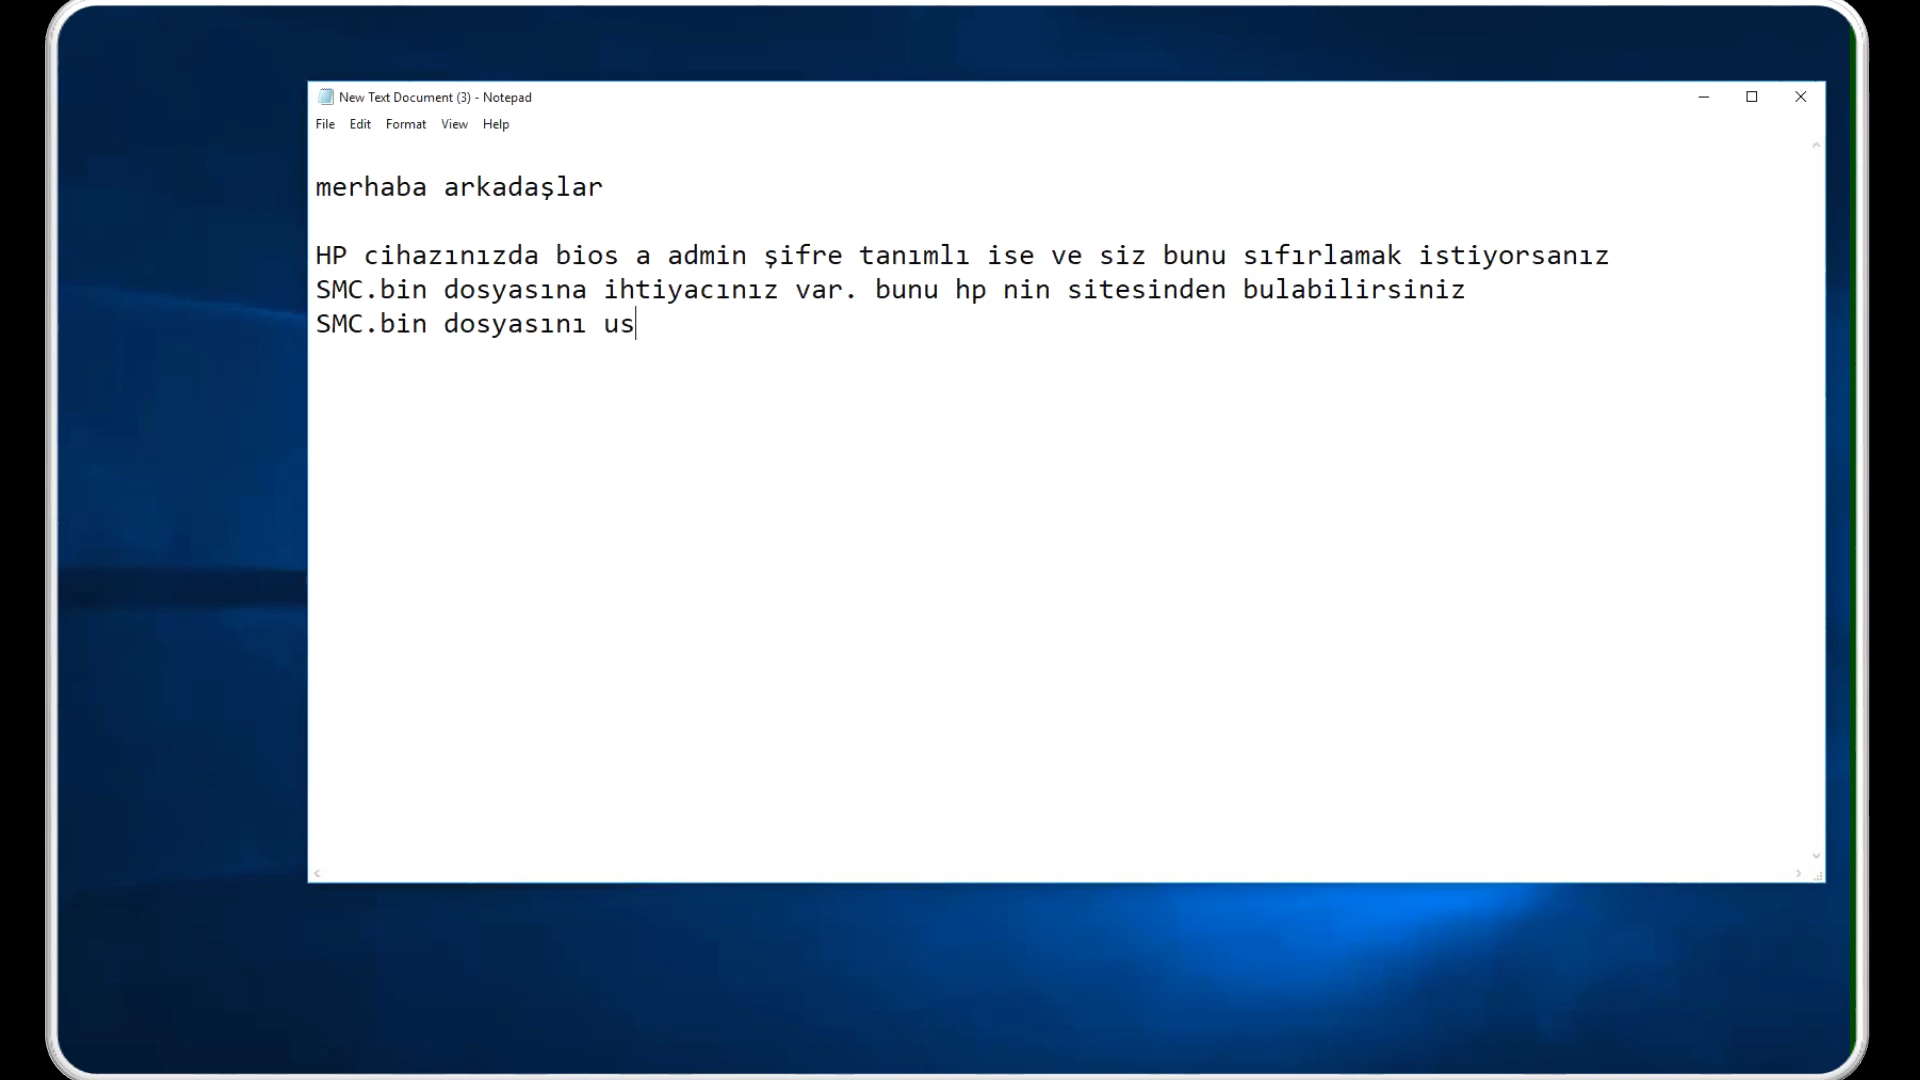 New Text Document (3) - Notepad
File Edit Format View Help
merhaba arkadaşlar
HP cihazınızda bios a admin şifre tanımlı ise ve siz bunu sıfırlamak istiyorsanız
SMC.bin dosyasına ihtiyacınız var. bunu hp nin sitesinden bulabilirsiniz
SMC.bin dosyasını us